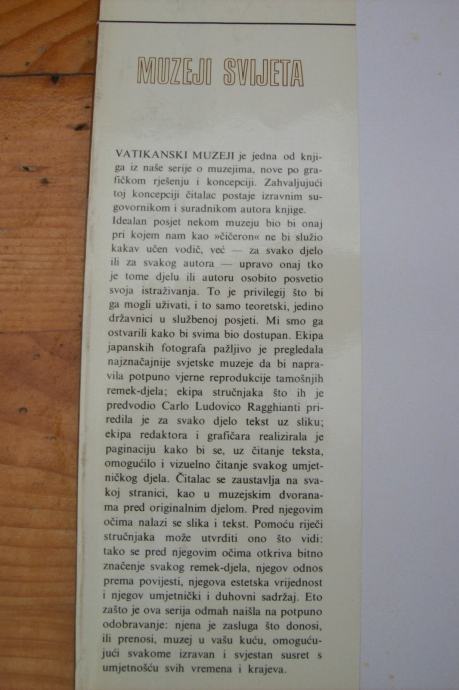 MUZEJI SVIJETA
VATIKANSKI MUZEJI je jedna od knji-
ga iz naše serije o muzejima, nove po gra-
fičkom rješenju i koncepciji. Zahvaljujući
toj koncepciji čitalac postaje izravnim su-
govornikom i suradnikom autora knjige.
Idealan posjet nekom muzeju bio bi onaj
pri kojem nam kao »čičeron« ne bi služio
kakav učen vodič, već — za svako djelo
ili za svakog autora — upravo onaj tko
je tome djelu ili autoru osobito posvetio
svoja istraživanja. To je privilegij što bi
ga mogli uživati, i to samo teoretski, jedino
državnici u službenoj posjeti. Mi smo ga
ostvarili kako bi svima bio dostupan. Ekipa
japanskih fotografa pažljivo je pregledala
najznačajnije svjetske muzeje da bi napra-
vila potpuno vjerne reprodukcije tamošnjih
remek-djela; ekipa stručnjaka što ih je
predvodio Carlo Ludovico Ragghianti pri-
redila je za svako djelo tekst uz sliku;
ekipa redaktora i grafičara realizirala je
paginaciju kako bi se, uz čitanje teksta,
omogućilo i vizuelno čitanje svakog umjet-
ničkog djela. Čitalac se zaustavlja na sva-
koj stranici, kao u muzejskim dvorana-
ma pred originalnim djelom. Pred njegovim
očima nalazi se slika i tekst. Pomoću riječi
stručnjaka može utvrditi ono što vidi:
tako se pred njegovim očima otkriva bitno
značenje svakog remek-djela, njegov odnos
prema povijesti, njegova estetska vrijednost
i njegov umjetnički i duhovni sadržaj. Eto
zašto je ova serija odmah naišla na potpuno
odobravanje: njena je zasluga što donosi,
ili prenosi, muzej u vašu kuću, omoguću-
jući svakome izravan i svjestan susret s
umjetnošću svih vremena i krajeva.